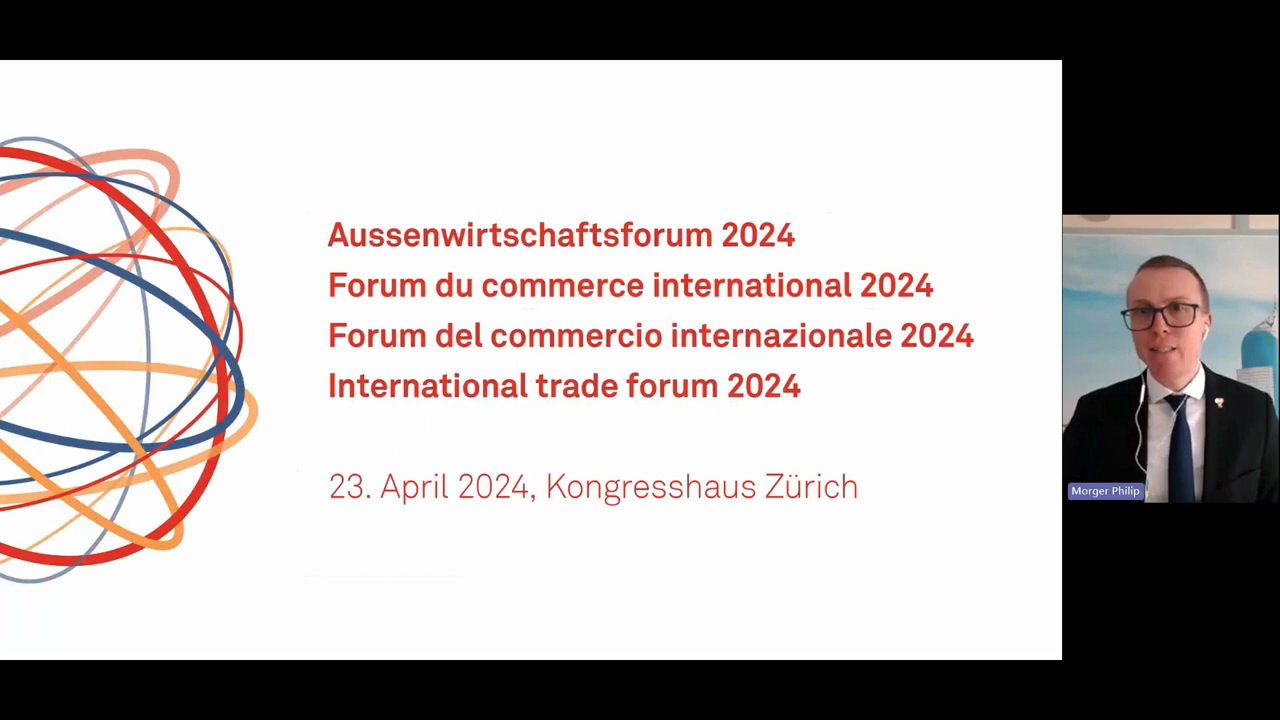 Aussenwirtschaftsforum 2024
Forum du commerce international 2024
Forum del commercio internazionale 2024
International trade forum 2024
23. April 2024, Kongresshaus Zürich
Morger Philip